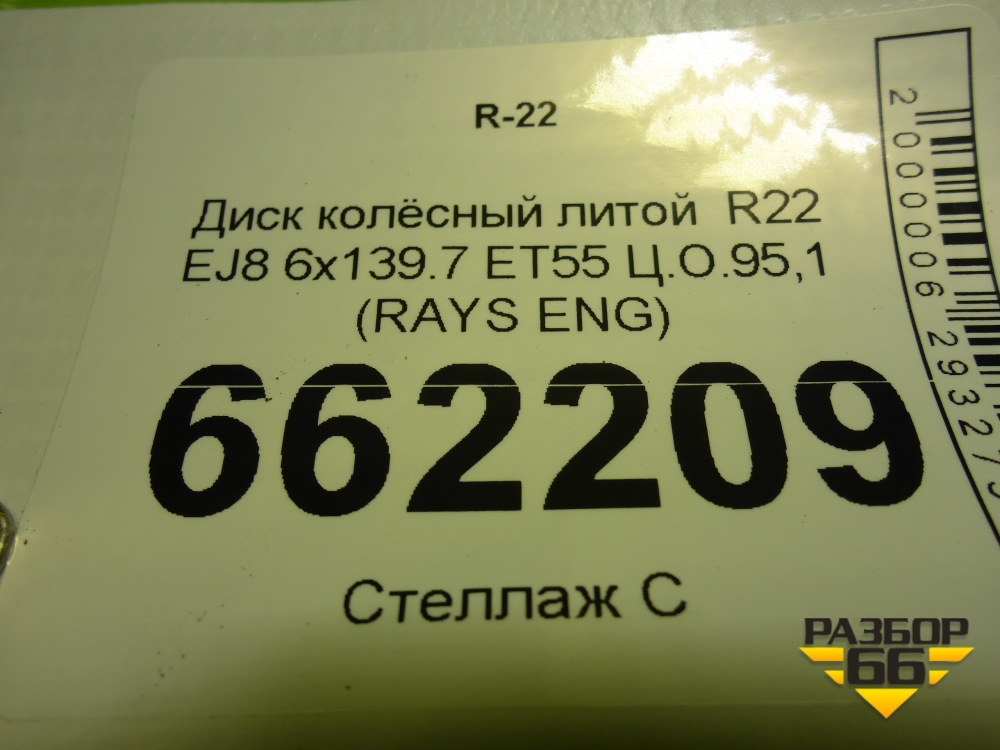 R-22
Диск колёсный литой R22
EJ8 6x139.7 ET55 Ц.О.95,1
(RAYS ENG)
662209
Стеллаж С
РАЗБОР
66